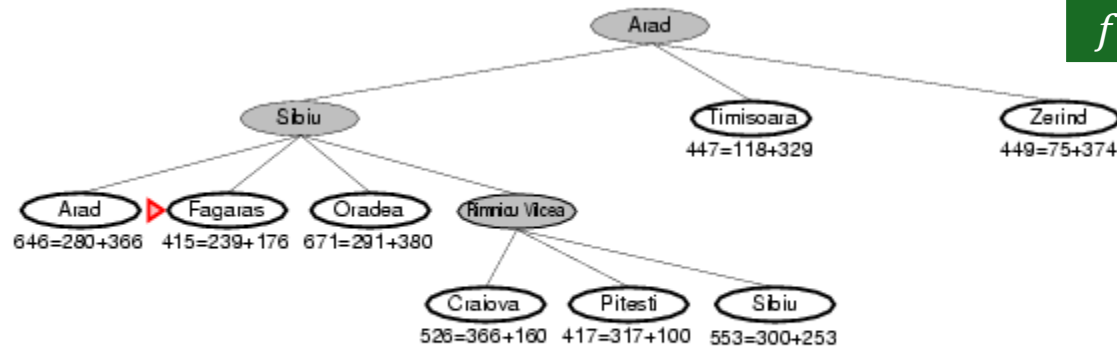 f
Arad
Sibiu Timisoara Zerind
447=118+329 449=75+374
Arad Fagaras Oradea Rimnicu Vilcea
646=280+366 415=239+176 671=291+380
Craiova Pitesti Sibiu
526=366+160 417=317+100 553=300+253